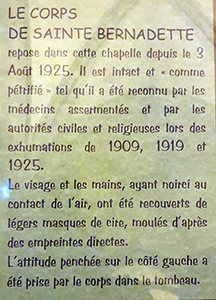 LE CORPS
DE SAINTE BERNADETTE
repose dans cette chapelle depuis le 3
Août 1925. Il est intact et « comme
pétrifié » tel qu'il a été reconnu par les
médecins assermentés et par les
autorités civiles et religieuses lors des
exhumations de 1909, 1919 et
1925.
Le visage et les mains, ayant noirci au
contact de l'air, ont été recouverts de
légers masques de cire, moulés d'après
des empreintes directes.
L'attitude penchée sur le côté gauche a
été prise par le corps dans le tombeau.